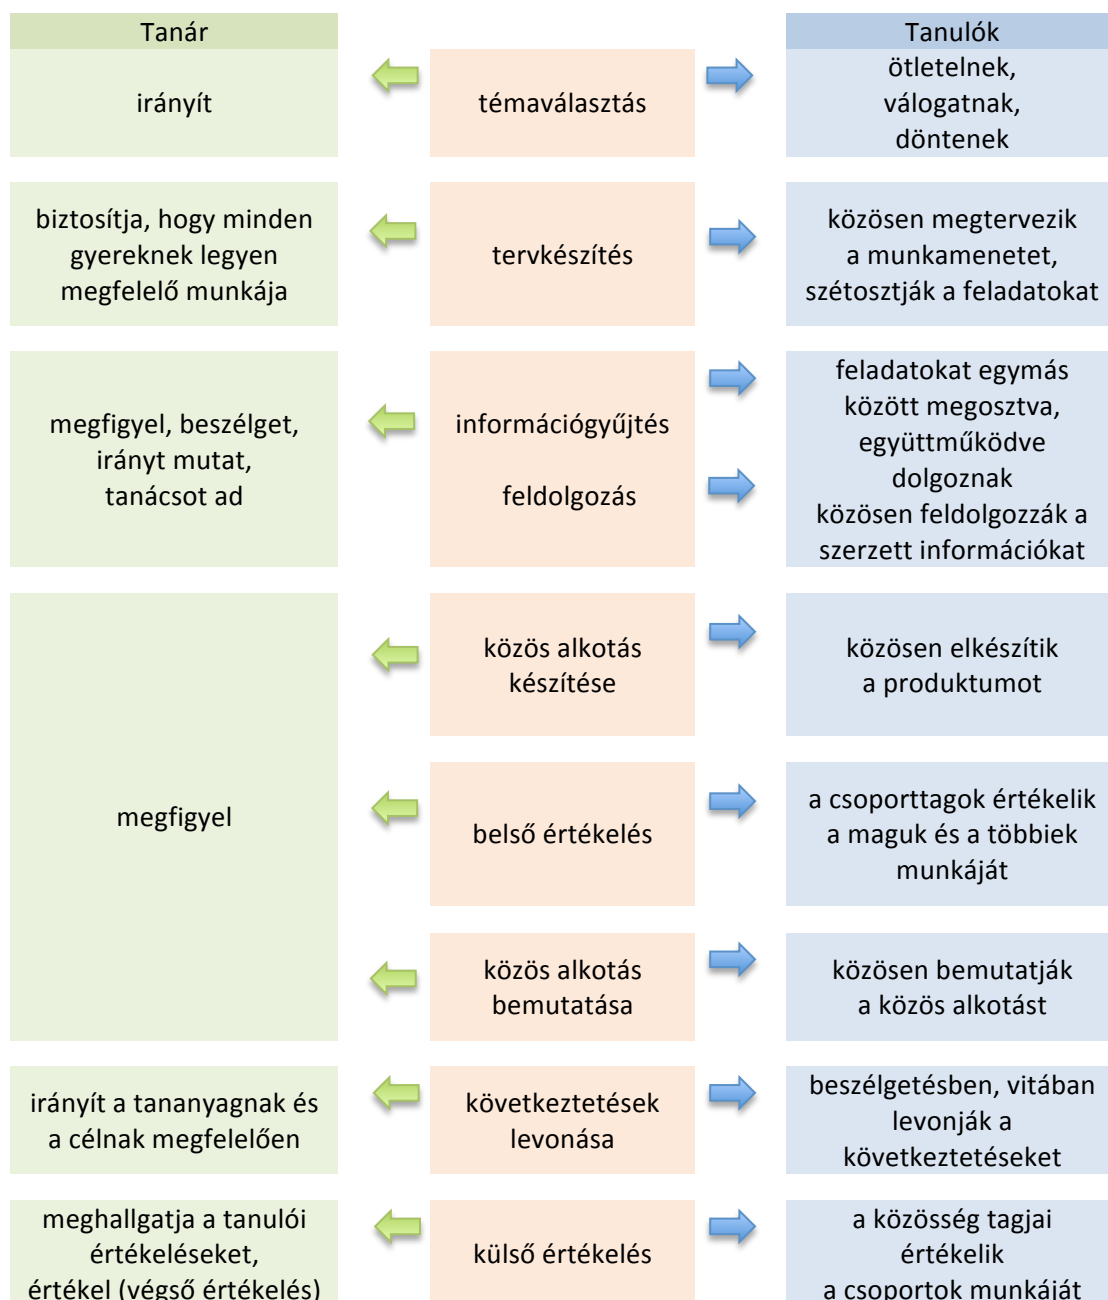 Tanár
Tanulók
irányít
témaválasztás
ötletelnek,
válogatnak,
döntenek
biztosítja, hogy minden
gyereknek legyen
megfelelő munkája
tervkészítés
közösen megtervezik
a munkamenetet,
szétosztják a feladatokat
megfigyel, beszélget,
irányt mutat,
tanácsot ad
információgyűjtés
feldolgozás
feladatokat egymás
között megosztva,
együttműködve
dolgoznak
közösen feldolgozzák a
szerzett információkat
megfigyel
közös alkotás
készítése
közösen elkészítik
a produktumot
belső értékelés
a csoporttagok értékelik
a maguk és a többiek
munkáját
közös alkotás
bemutatása
közösen bemutatják
a közös alkotást
irányít a tananyagnak és
a célnak megfelelően
következtetések
levonása
beszélgetésben, vitában
levonják a
következtetéseket
meghallgatja a tanulói
értékeléseket,
értékel (végső értékelés)
külső értékelés
a közösség tagjai
értékelik
a csoportok munkáját